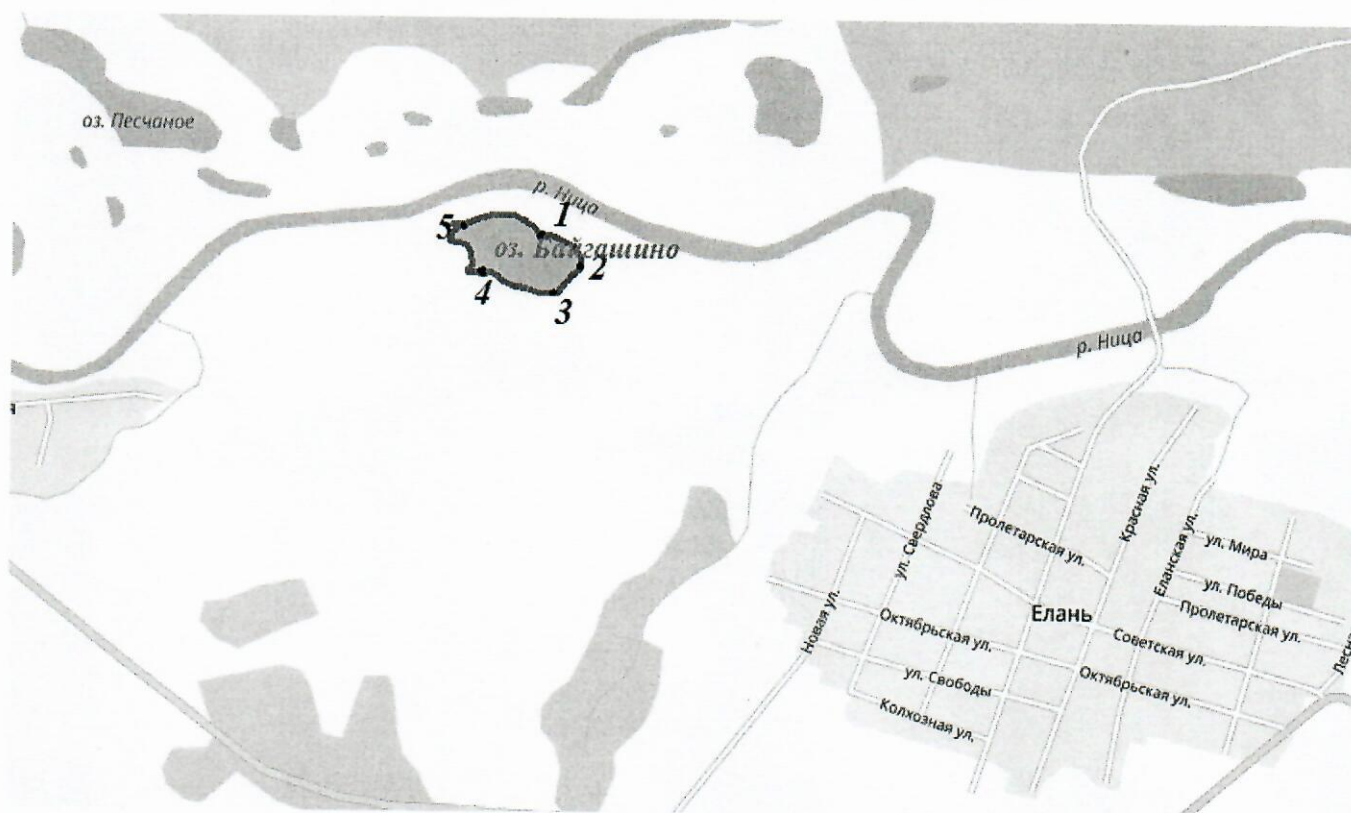 оз. Песчаное
р. Ница
5
1
оз. Байгашино
2
4
3
р. Ница
Красная ул.
ул. Свердлова
Пролетарская ул.
Еланская ул.
ул. Мира
ул. Победы
Пролетарская ул.
Елань
Новая ул.
Октябрьская ул.
Советская ул.
ул. Свободы
Октябрьская ул.
Колхозная ул.